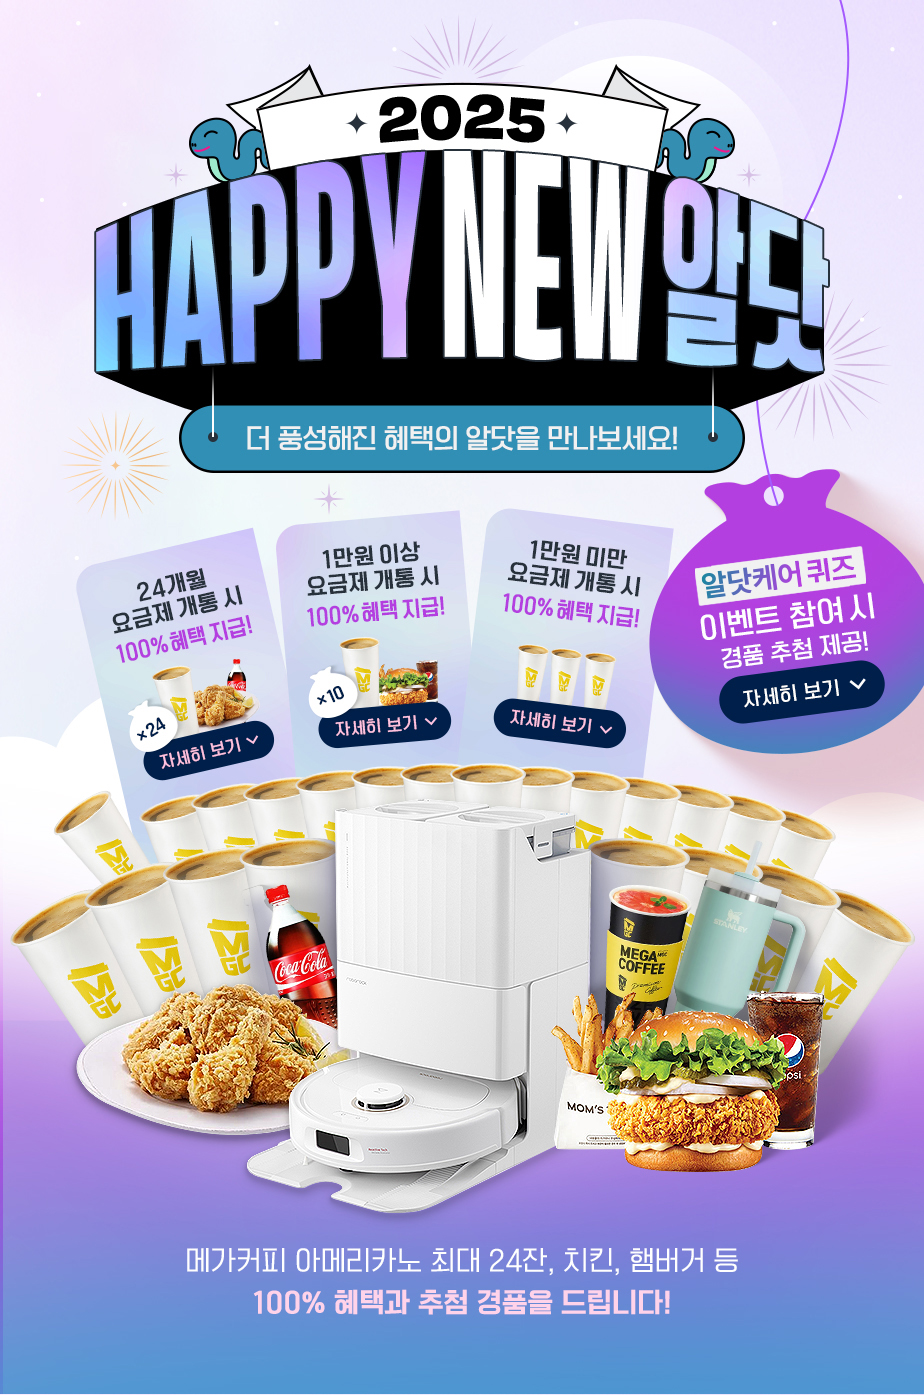 2025
HAPPY NEW 알닷
더 풍성해진 혜택의 알닷을 만나보세요!
24개월
요금제 개통 시
100% 혜택 지급!
×24
자세히 보기
1만원 이상
요금제 개통 시
100% 혜택 지급!
×10
자세히 보기
1만원 미만
요금제 개통 시
100% 혜택 지급!
자세히 보기
알닷케어 퀴즈
이벤트 참여 시
경품 추첨 제공!
자세히 보기
MGC
Coca-Cola
MEGA MGC
COFFEE
Premium
Coffee
STANLEY
roborock
MOM'S
pepsi
메가커피 아메리카노 최대 24잔, 치킨, 햄버거 등
100% 혜택과 추첨 경품을 드립니다!